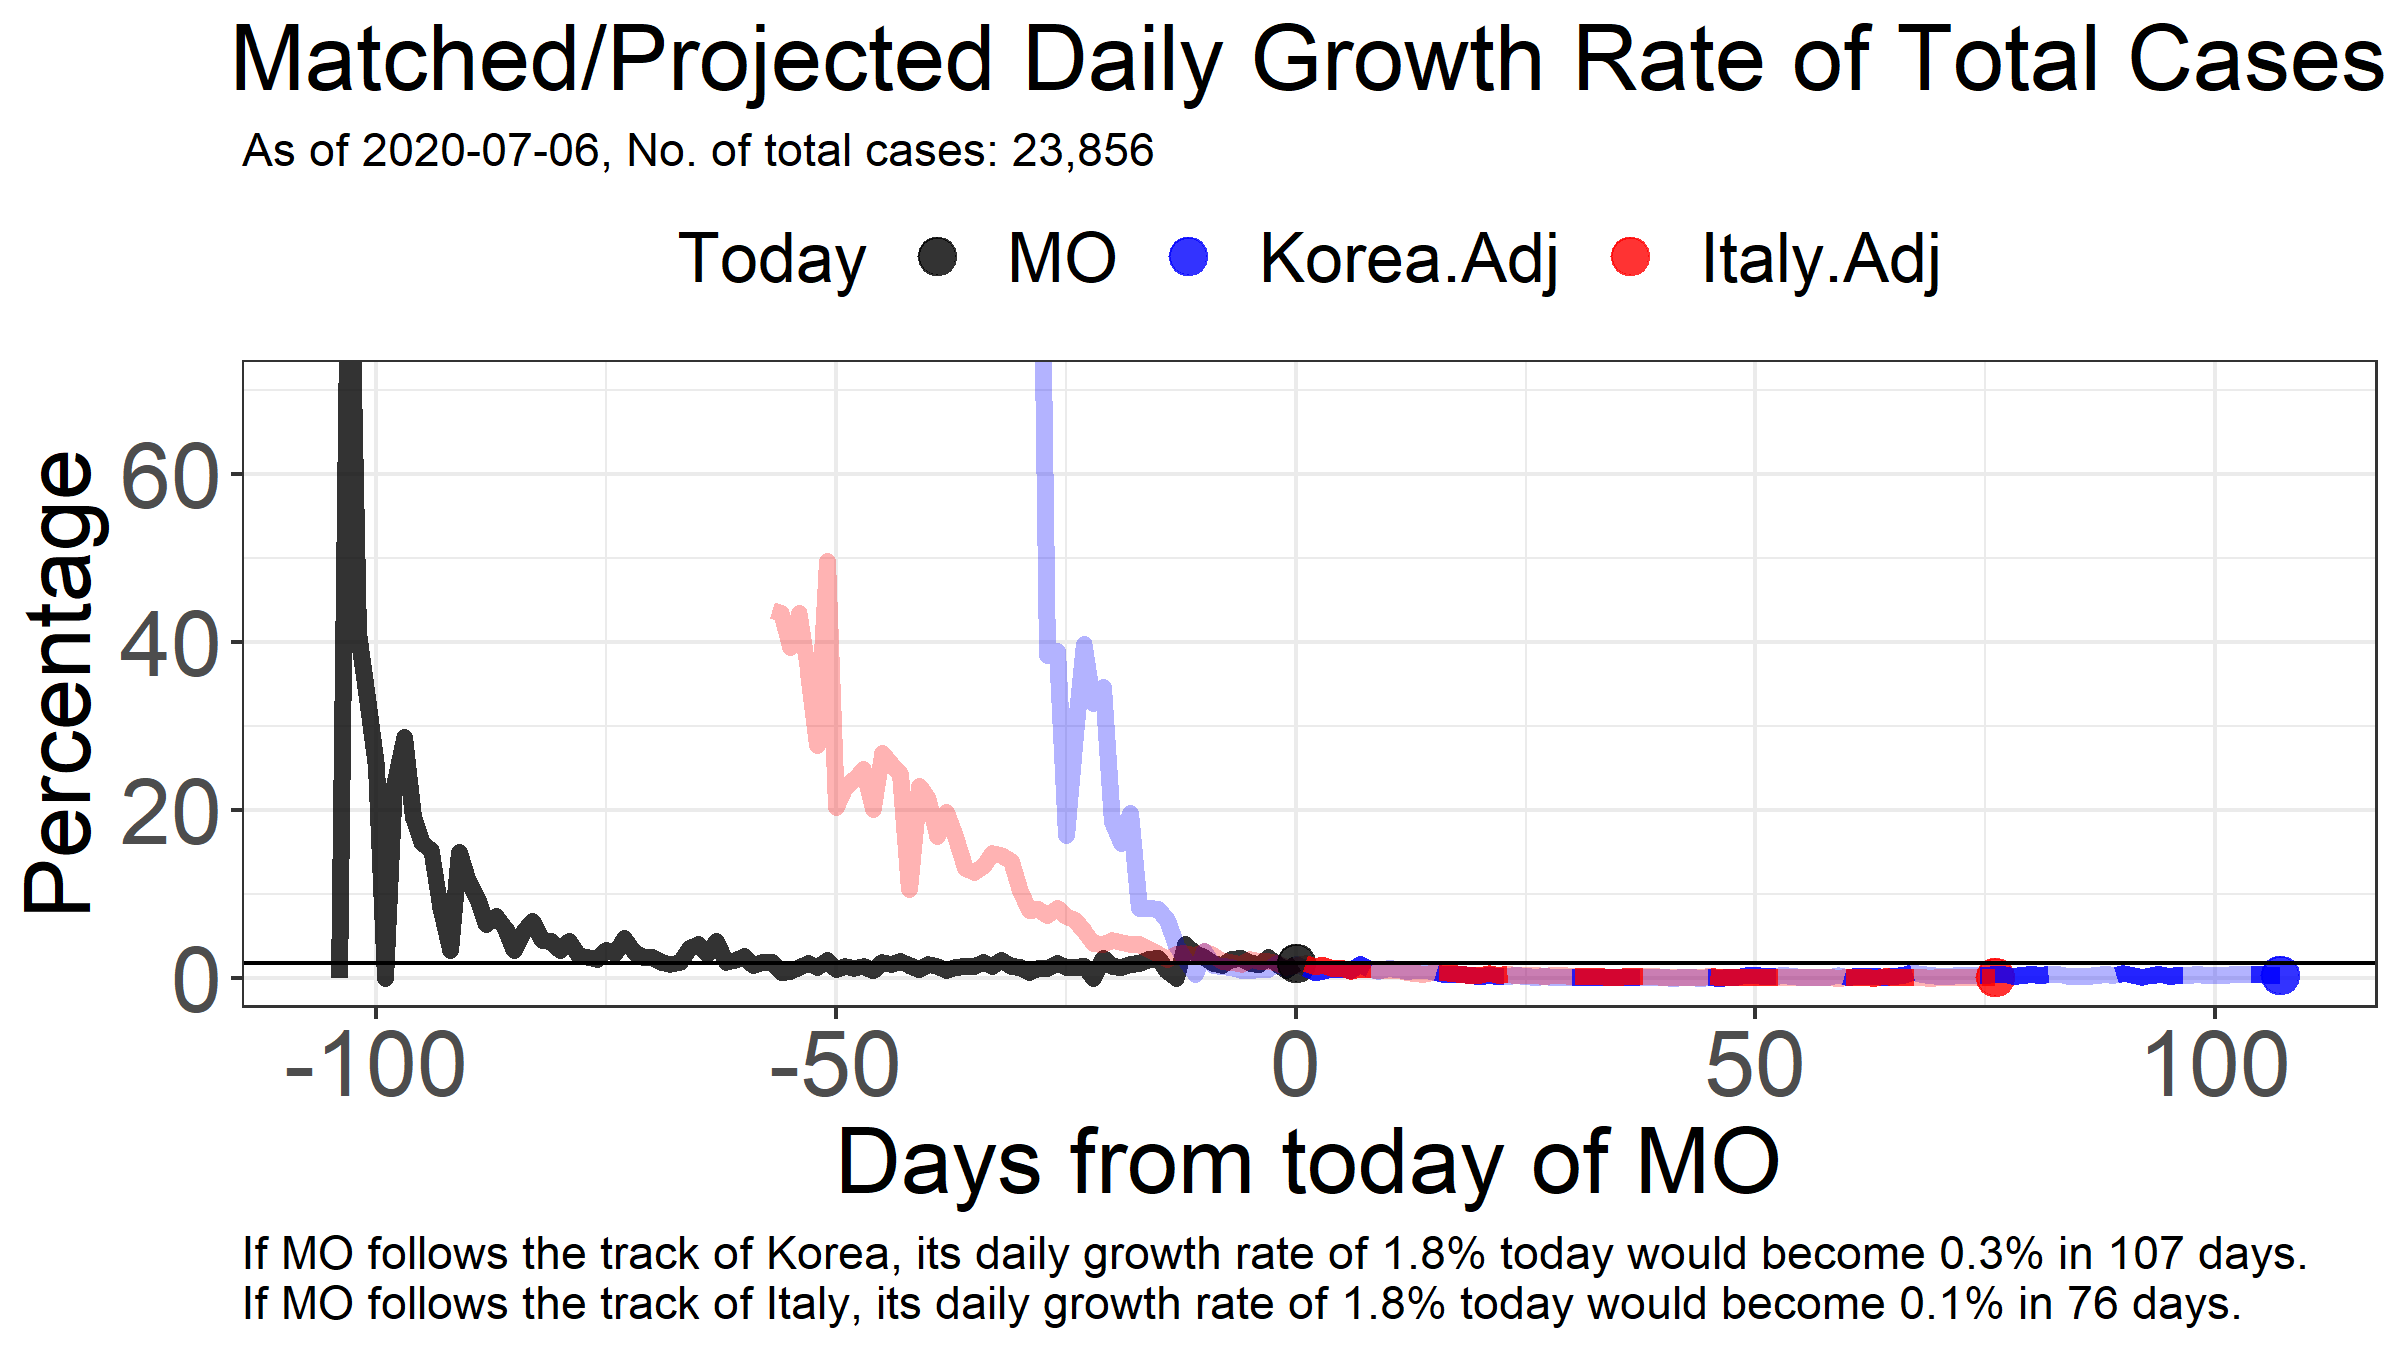 Matched/Projected Daily Growth Rate of Total Cases
As of 2020-07-06, No. of total cases: 23,856
Today MO Korea.Adj Italy.Adj
Percentage
60
40
20
0
-100 -50 0 50 100
Days from today of MO
If MO follows the track of Korea, its daily growth rate of 1.8% today would become 0.3% in 107 days.
If MO follows the track of Italy, its daily growth rate of 1.8% today would become 0.1% in 76 days.